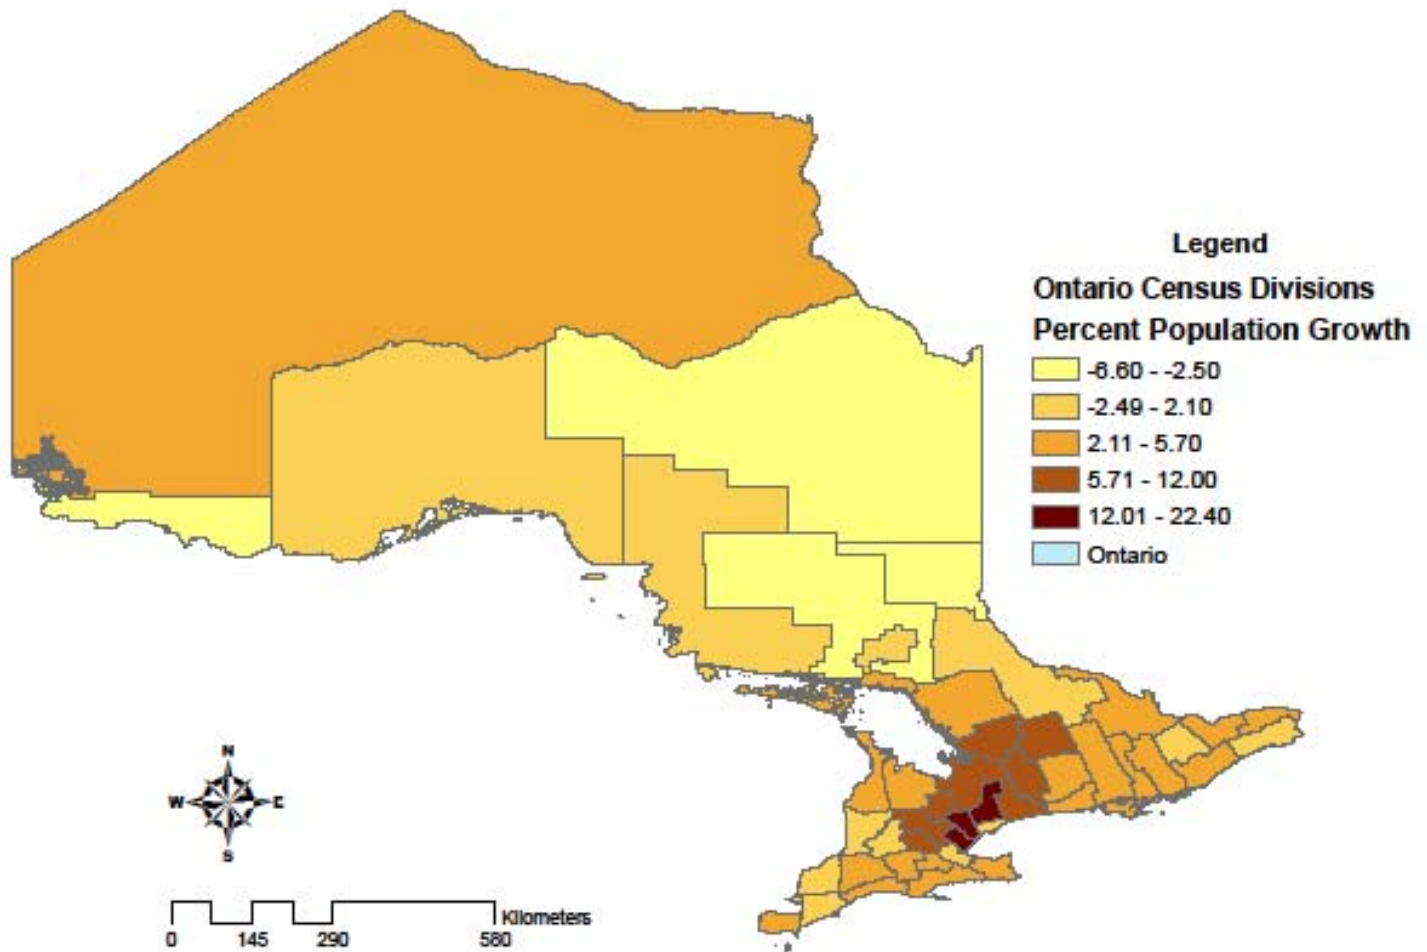 Legend
Ontario Census Divisions
Percent Population Growth
-6.60 - -2.50
-2.49 - 2.10
2.11 - 5.70
5.71 - 12.00
12.01 - 22.40
Ontario
N
W E
S
Kilometers
0 145 290 580